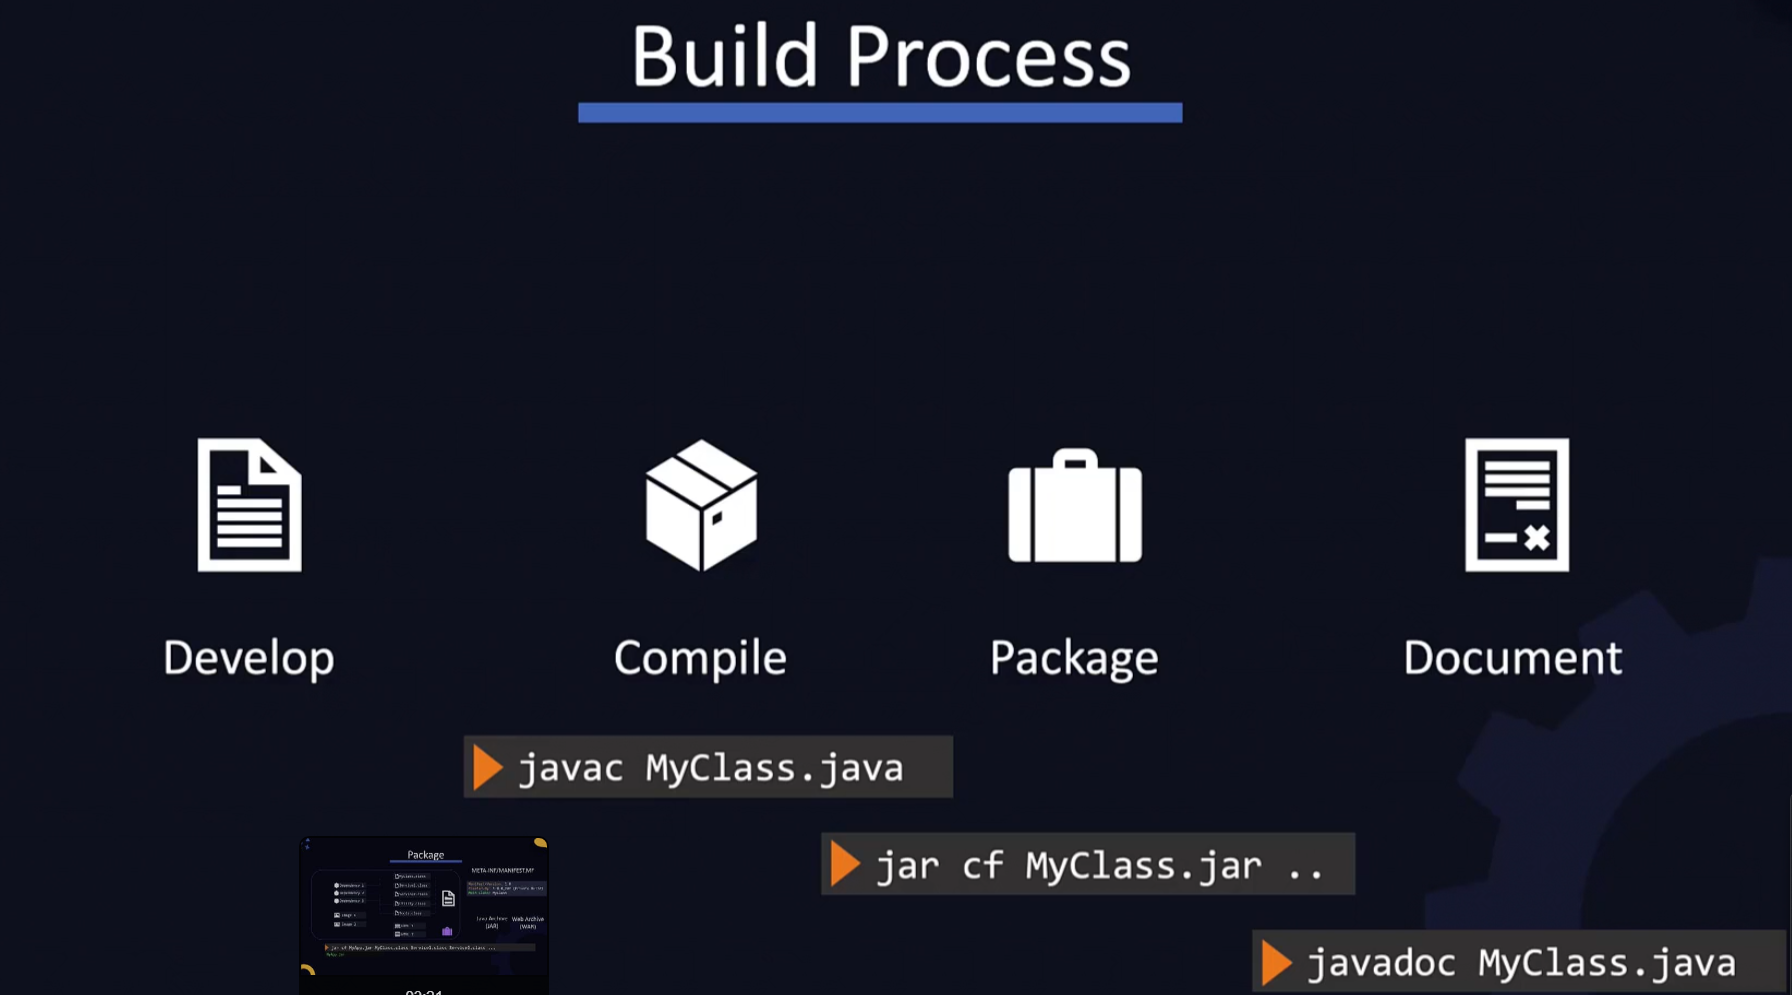 Build Process
Develop
Compile
Package
Document
javac MyClass.java
jar cf MyClass.jar ..
javadoc MyClass.java
Package
META-INF/MANIFEST.MF
Java Archive
(JAR)
Web Archive
(WAR)